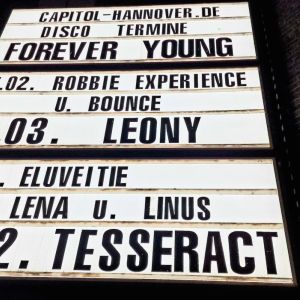 CAPITOL-HANNOVER.DE
DISCO TERMINE
FOREVER YOUNG
.02. ROBBIE EXPERIENCE
U. BOUNCE
.03. LEONY
. ELUVEITIE
LENA u. LINUS
2. TESSERACT